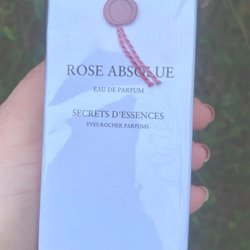 ROSE ABSOLUE
EAU DE PARFUM
SECRETS D'ESSENCES
YVES ROCHER PARFUMS